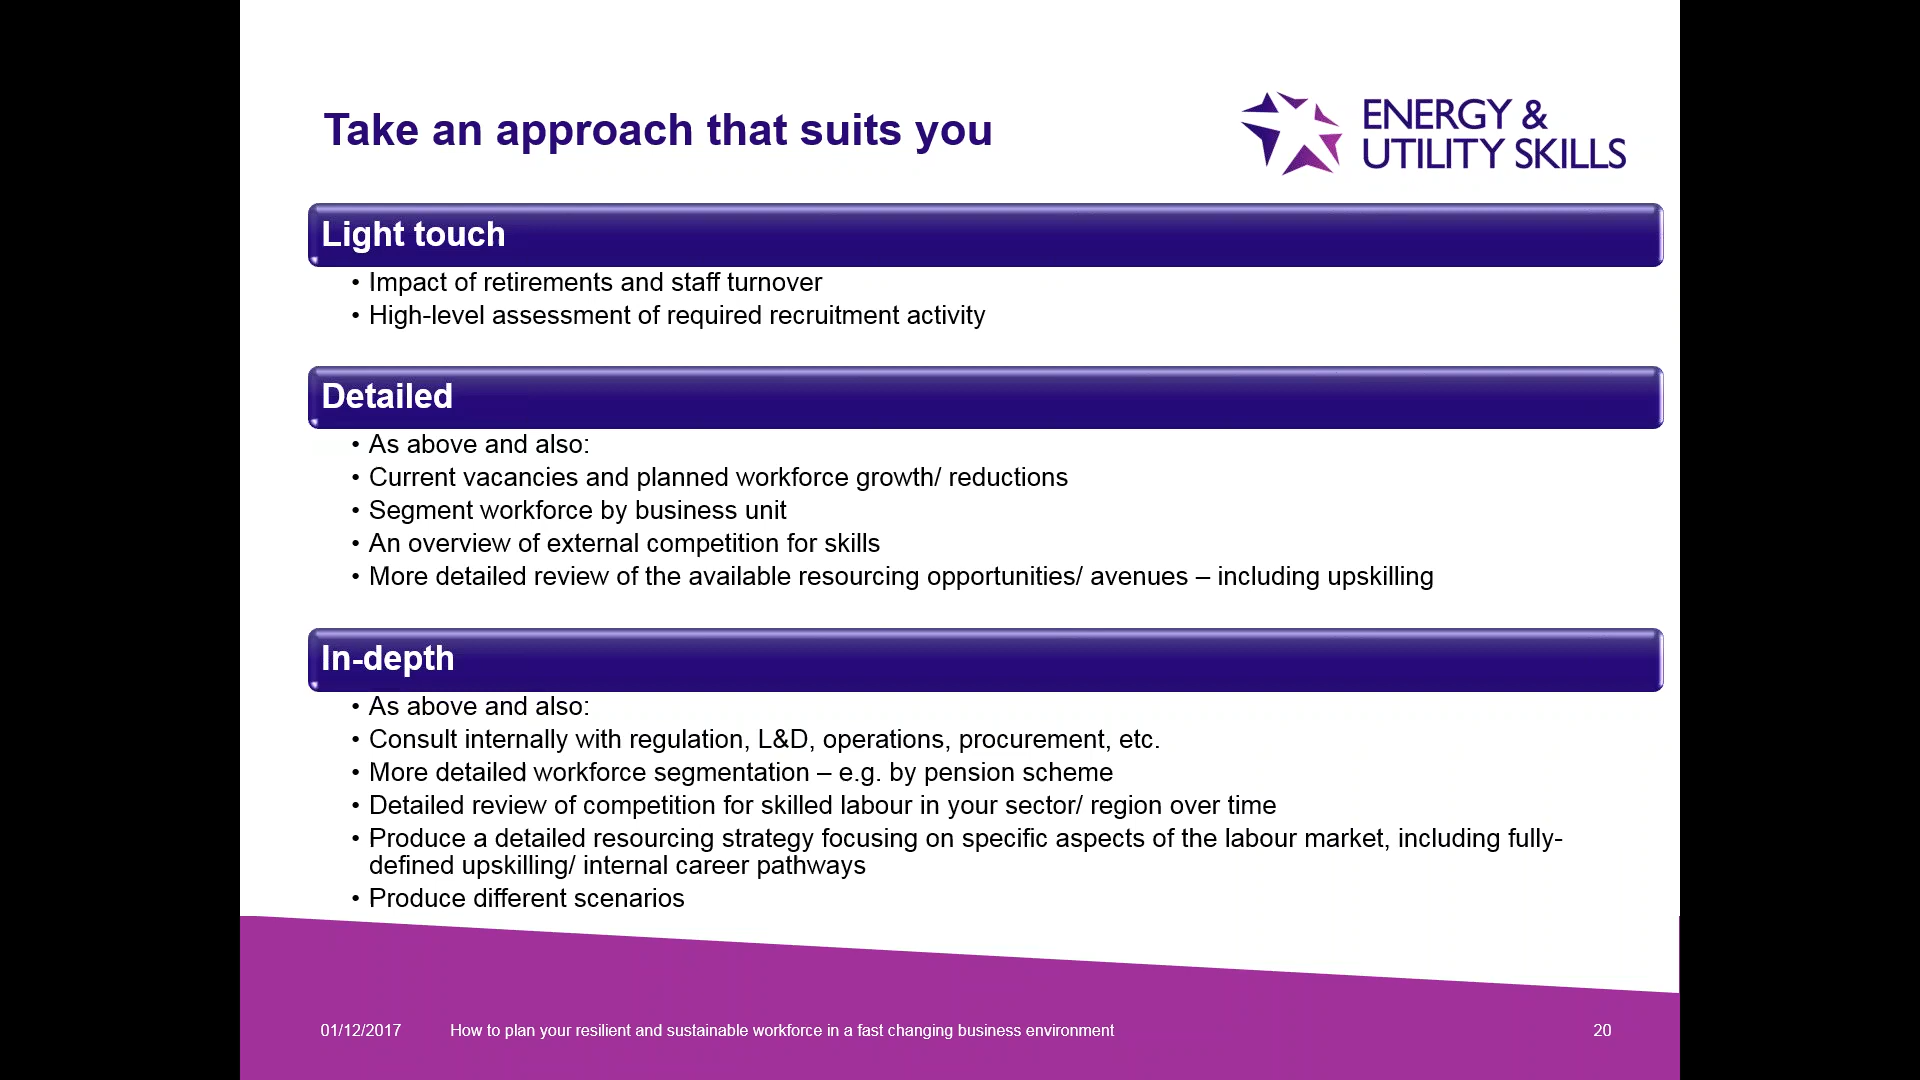 Take an approach that suits you
ENERGY &
UTILITY SKILLS
Light touch
• Impact of retirements and staff turnover
• High-level assessment of required recruitment activity
Detailed
• As above and also:
• Current vacancies and planned workforce growth/ reductions
• Segment workforce by business unit
• An overview of external competition for skills
• More detailed review of the available resourcing opportunities/ avenues – including upskilling
In-depth
• As above and also:
• Consult internally with regulation, L&D, operations, procurement, etc.
• More detailed workforce segmentation – e.g. by pension scheme
• Detailed review of competition for skilled labour in your sector/ region over time
• Produce a detailed resourcing strategy focusing on specific aspects of the labour market, including fully-
defined upskilling/ internal career pathways
• Produce different scenarios
01/12/2017 How to plan your resilient and sustainable workforce in a fast changing business environment 20